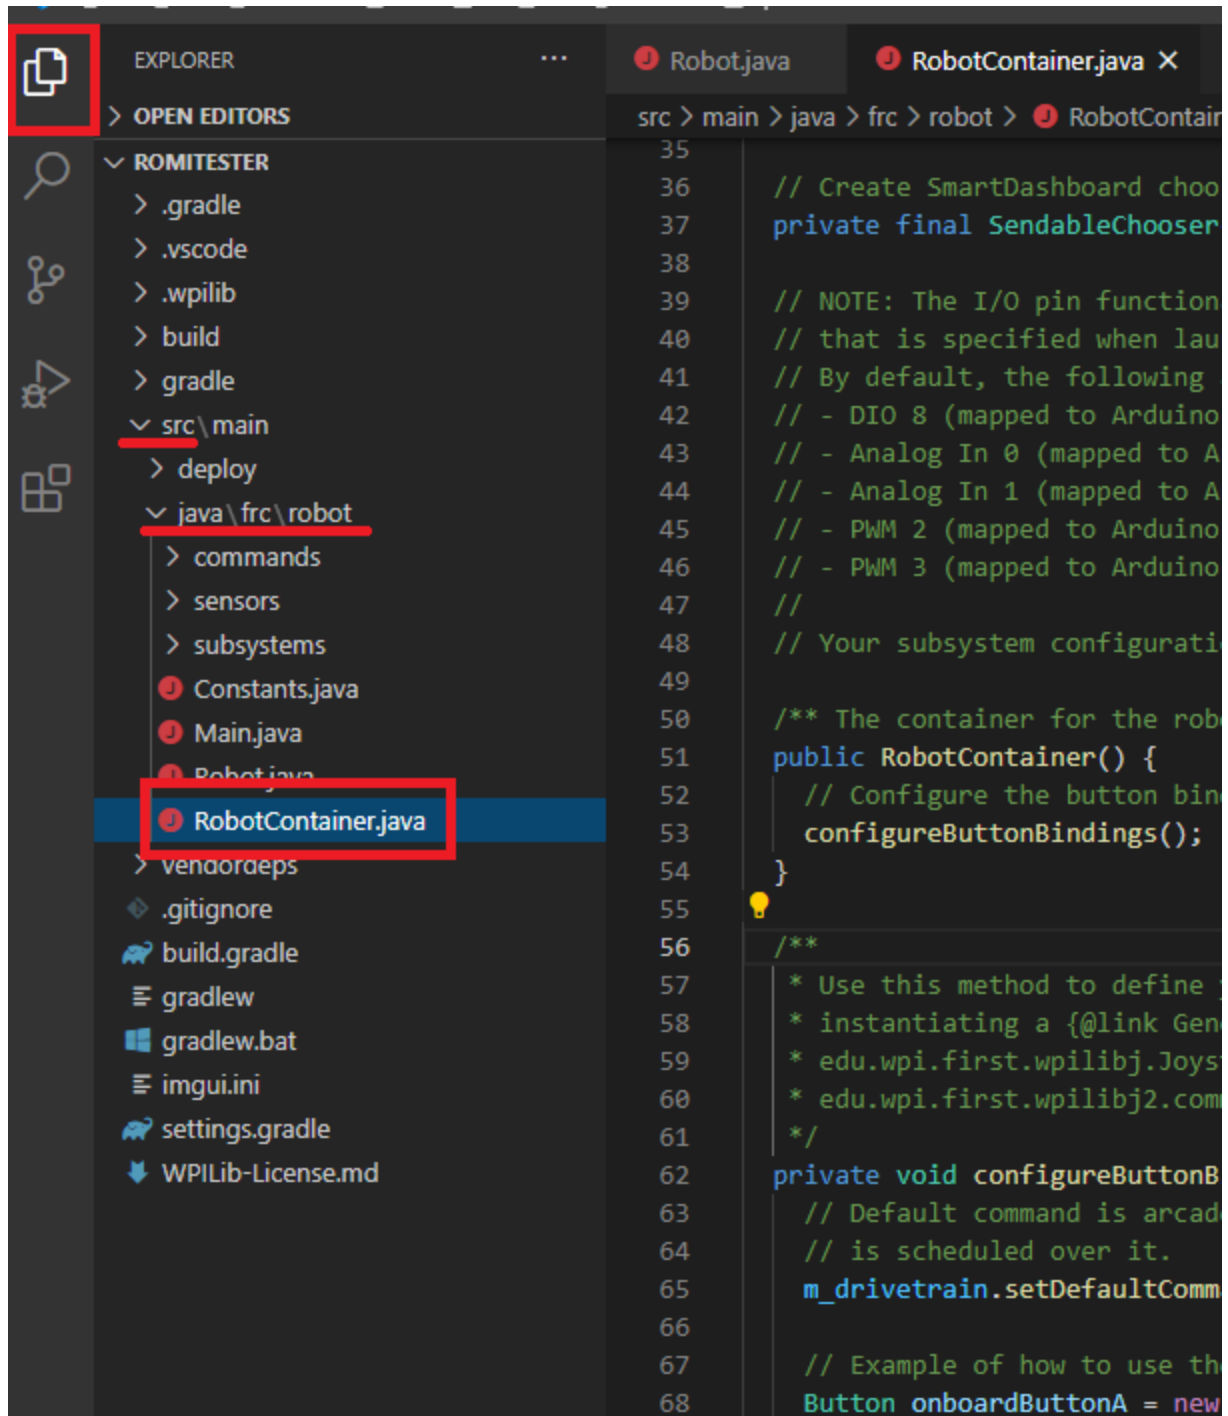 EXPLORER ...
> OPEN EDITORS
ROMITESTER
> .gradle
> .vscode
> .wpilib
> build
> gradle
src\main
> deploy
java\frc\robot
> commands
> sensors
> subsystems
Constants.java
Main.java
Robot.java
RobotContainer.java
> vendordeps
.gitignore
build.gradle
gradlew
gradlew.bat
imgui.ini
settings.gradle
WPILib-License.md
Robot.java RobotContainer.java ×
src > main > java > frc > robot > RobotContain
35
36 // Create SmartDashboard choo
37 private final SendableChooser
38
39 // NOTE: The I/O pin function
40 // that is specified when lau
41 // By default, the following
42 // - DIO 8 (mapped to Arduino
43 // - Analog In 0 (mapped to A
44 // - Analog In 1 (mapped to A
45 // - PWM 2 (mapped to Arduino
46 // - PWM 3 (mapped to Arduino
47 //
48 // Your subsystem configurati
49
50 /** The container for the rob
51 public RobotContainer() {
52 // Configure the button bin
53 configureButtonBindings();
54 }
55
56 /**
57 * Use this method to define
58 * instantiating a {@link Gen
59 * edu.wpi.first.wpilibj.Joys
60 * edu.wpi.first.wpilibj2.com
61 */
62 private void configureButtonB
63 // Default command is arcad
64 // is scheduled over it.
65 m_drivetrain.setDefaultComm
66
67 // Example of how to use th
68 Button onboardButtonA = new